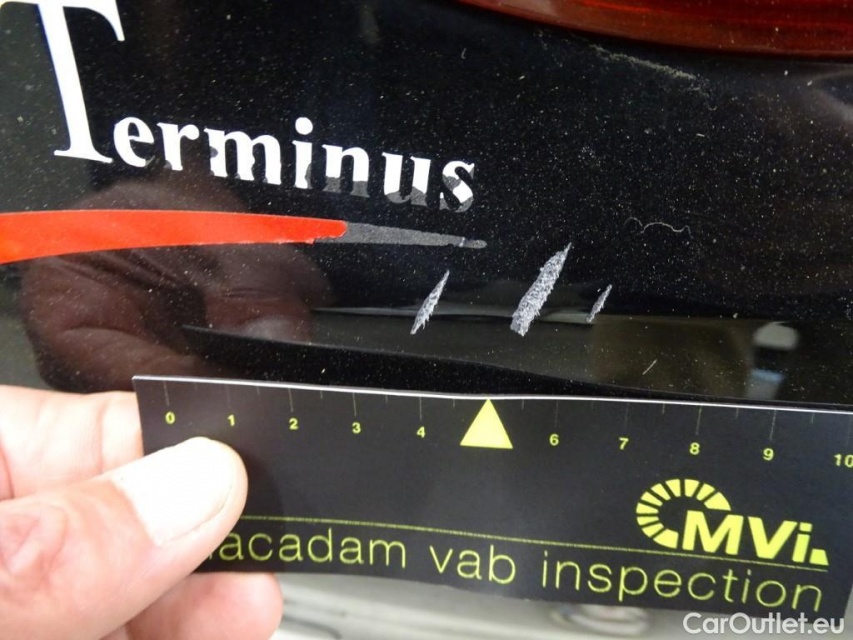 Terminus
0 1 2 3 4 6 7 8 9 10
MVi.
acadam vab inspection
CarOutlet.eu